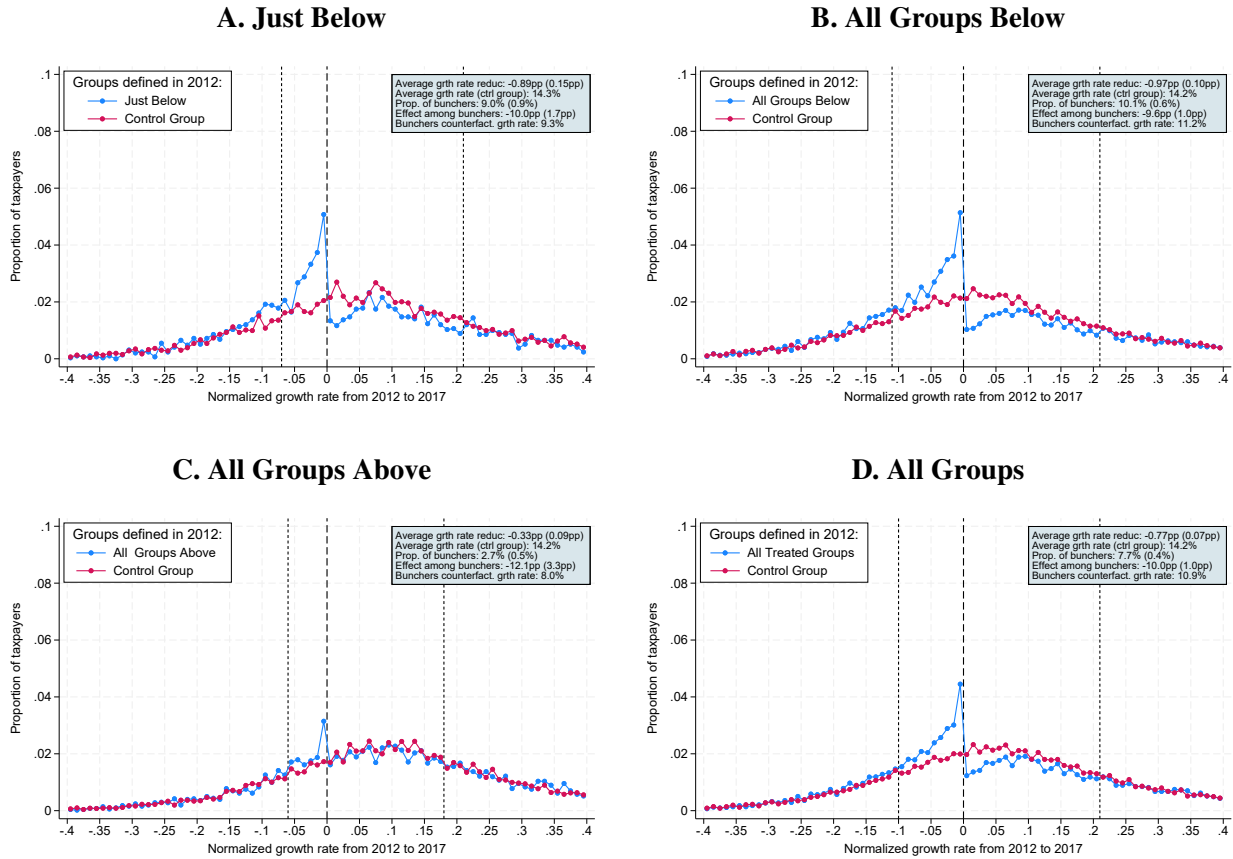 A. Just Below
Groups defined in 2012:
Just Below
Control Group
Average grth rate reduc: -0.89pp (0.15pp)
Average grth rate (ctrl group): 14.3%
Prop. of bunchers: 9.0% (0.9%)
Effect among bunchers: -10.0pp (1.7pp)
Bunchers counterfact. grth rate: 9.3%
Proportion of taxpayers
.1
.08
.06
.04
.02
0
-.4 -.35 -.3 -.25 -.2 -.15 -.1 -.05 0 .05 .1 .15 .2 .25 .3 .35 .4
Normalized growth rate from 2012 to 2017
B. All Groups Below
Groups defined in 2012:
All Groups Below
Control Group
Average grth rate reduc: -0.97pp (0.10pp)
Average grth rate (ctrl group): 14.2%
Prop. of bunchers: 10.1% (0.6%)
Effect among bunchers: -9.6pp (1.0pp)
Bunchers counterfact. grth rate: 11.2%
Proportion of taxpayers
.1
.08
.06
.04
.02
0
-.4 -.35 -.3 -.25 -.2 -.15 -.1 -.05 0 .05 .1 .15 .2 .25 .3 .35 .4
Normalized growth rate from 2012 to 2017
C. All Groups Above
Groups defined in 2012:
All Groups Above
Control Group
Average grth rate reduc: -0.33pp (0.09pp)
Average grth rate (ctrl group): 14.2%
Prop. of bunchers: 2.7% (0.5%)
Effect among bunchers: -12.1pp (3.3pp)
Bunchers counterfact. grth rate: 8.0%
Proportion of taxpayers
.1
.08
.06
.04
.02
0
-.4 -.35 -.3 -.25 -.2 -.15 -.1 -.05 0 .05 .1 .15 .2 .25 .3 .35 .4
Normalized growth rate from 2012 to 2017
D. All Groups
Groups defined in 2012:
All Treated Groups
Control Group
Average grth rate reduc: -0.77pp (0.07pp)
Average grth rate (ctrl group): 14.2%
Prop. of bunchers: 7.7% (0.4%)
Effect among bunchers: -10.0pp (1.0pp)
Bunchers counterfact. grth rate: 10.9%
Proportion of taxpayers
.1
.08
.06
.04
.02
0
-.4 -.35 -.3 -.25 -.2 -.15 -.1 -.05 0 .05 .1 .15 .2 .25 .3 .35 .4
Normalized growth rate from 2012 to 2017